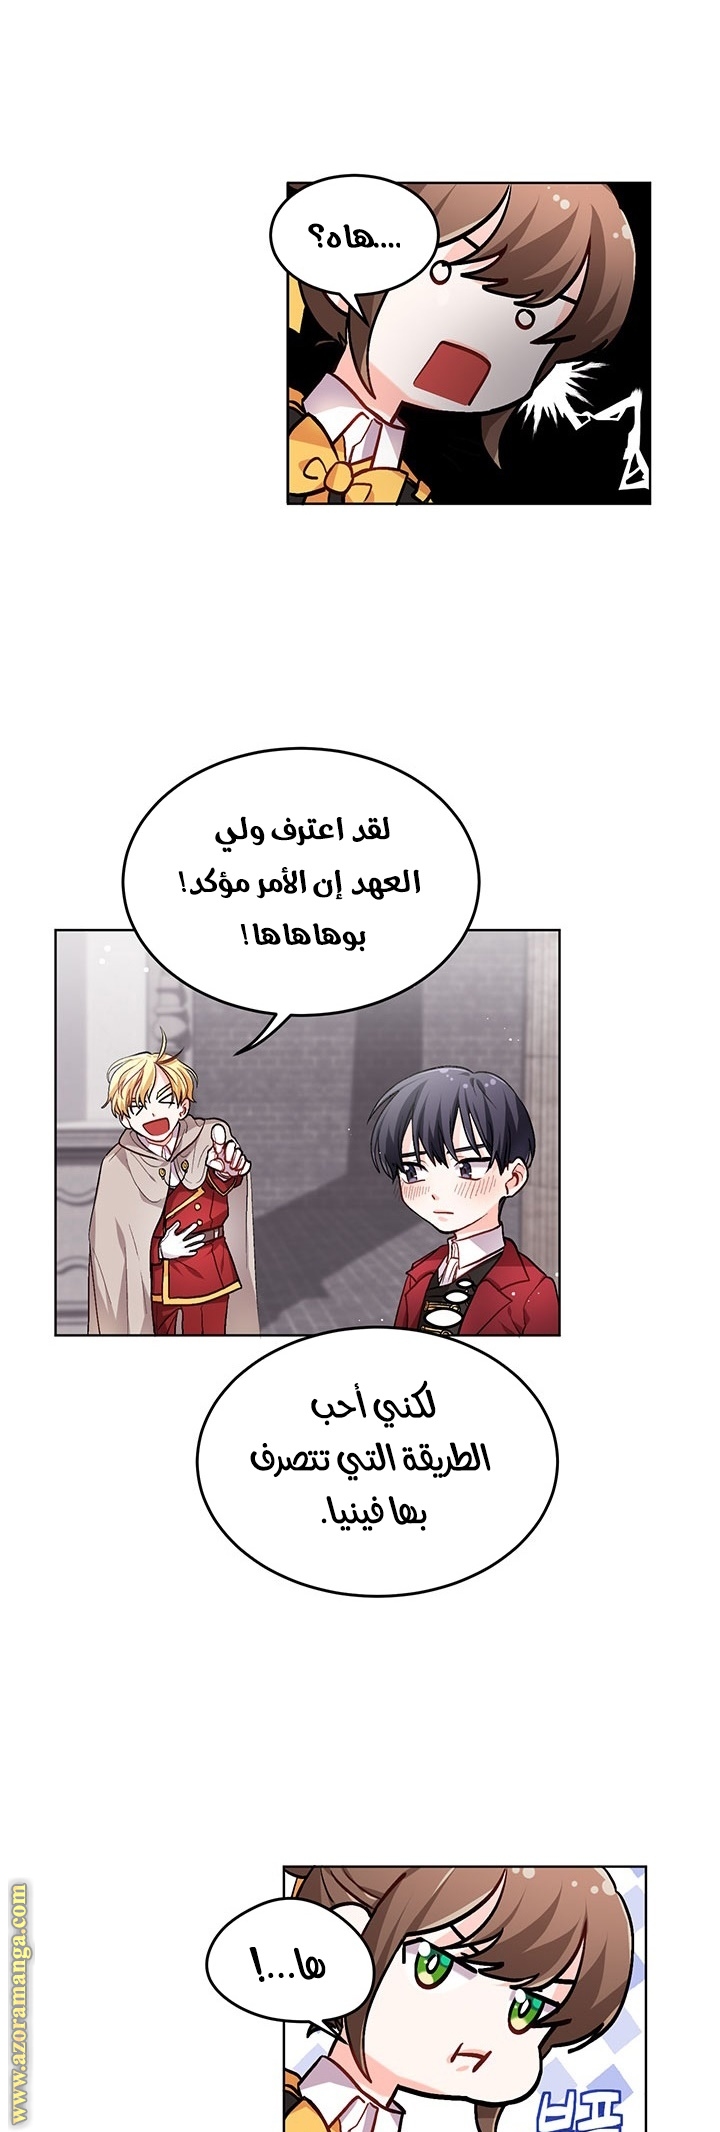 ....هاه؟
لقد اعترف ولي
العهد إن الأمر مؤكد!
بوهاهاها!
لكني أحب
الطريقة التي تتصرف
بها فينيا.
ها...!
www.azoramanga.com